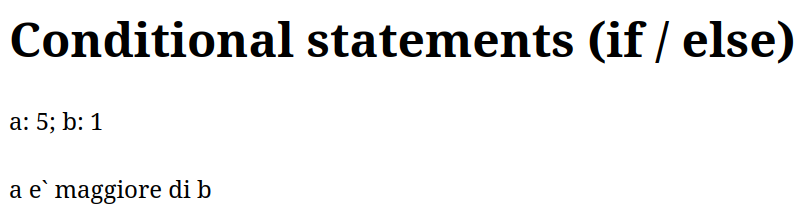 Conditional statements (if / else)
a: 5; b: 1
a e` maggiore di b